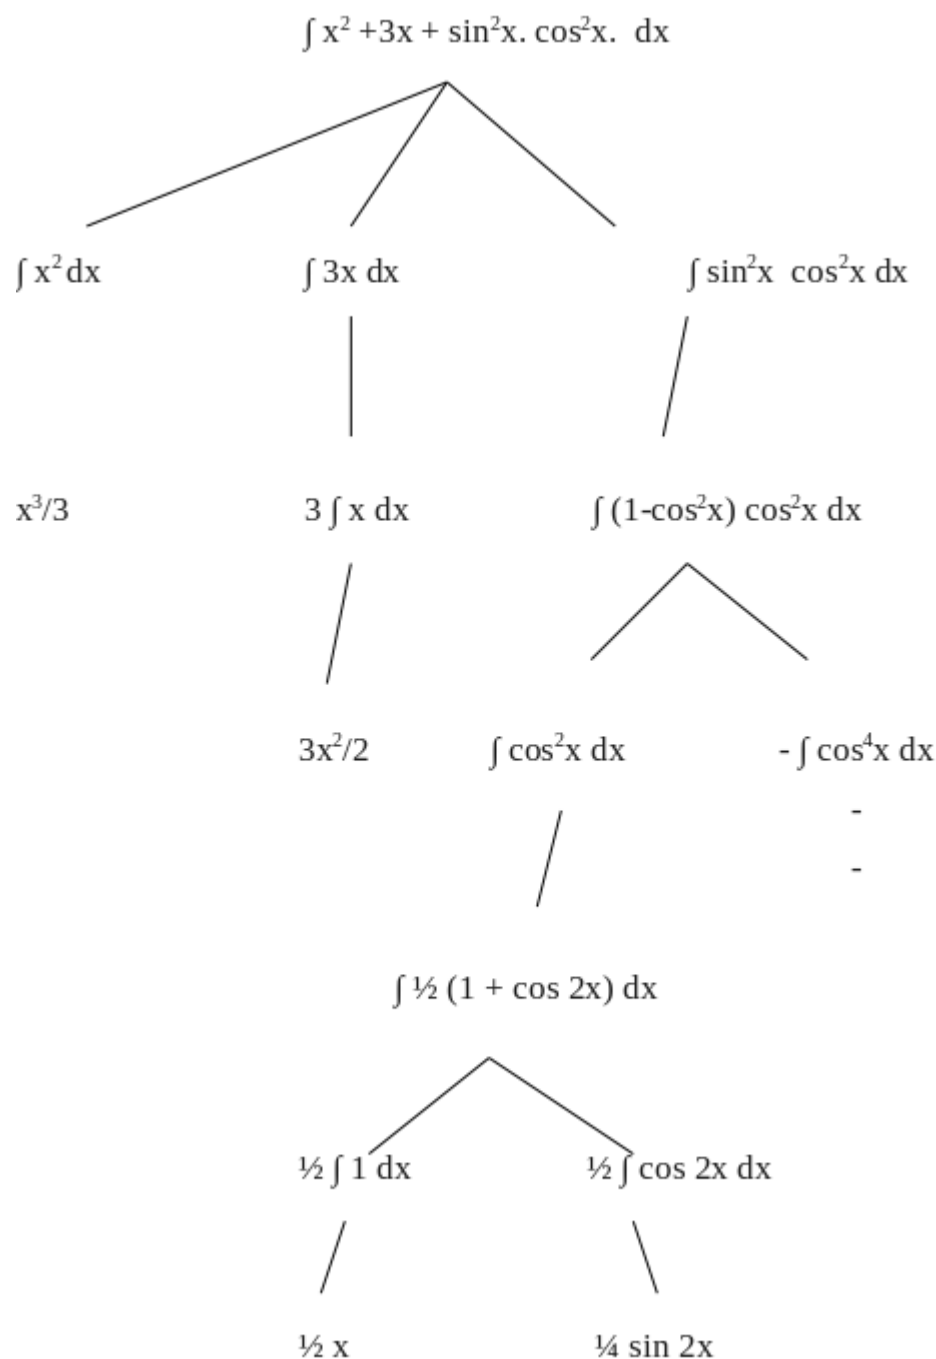 ∫ x² +3x + sin²x. cos²x.  dx
∫ x² dx    ∫ 3x dx    ∫ sin²x  cos²x dx
x³/3    3 ∫ x dx    ∫ (1-cos²x) cos²x dx
3x²/2    ∫ cos²x dx    - ∫ cos⁴x dx
-
-
∫ ½ (1 + cos 2x) dx
½ ∫ 1 dx    ½ ∫ cos 2x dx
½ x    ¼ sin 2x